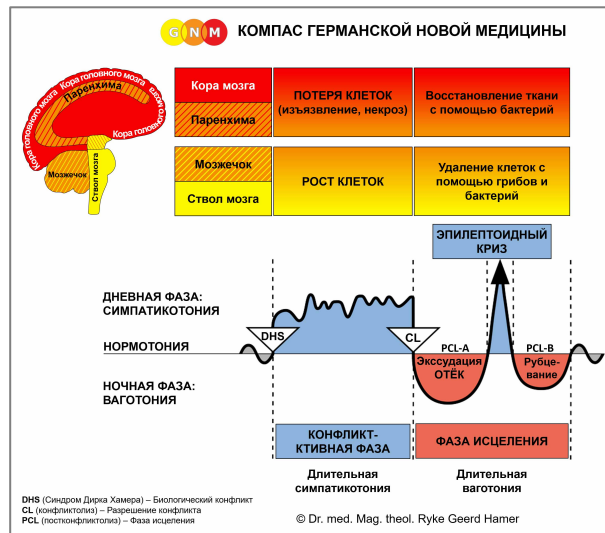 GNM КОМПАС ГЕРМАНСКОЙ НОВОЙ МЕДИЦИНЫ
Кора головного мозга Кора головного мозга
Паренхима
Кора головного
Мозжечок
Ствол мозга
Кора мозга
Паренхима
ПОТЕРЯ КЛЕТОК
(изъязвление, некроз)
Восстановление ткани
с помощью бактерий
Мозжечок
Ствол мозга
РОСТ КЛЕТОК
Удаление клеток с
помощью грибов и
бактерий
ЭПИЛЕПТОИДНЫЙ
КРИЗ
ДНЕВНАЯ ФАЗА:
СИМПАТИКОТОНИЯ
DHS
CL
НОРМОТОНИЯ
PCL-A
Экссудация
ОТЁК
PCL-B
Рубце-
вание
НОЧНАЯ ФАЗА:
ВАГОТОНИЯ
КОНФЛИКТ-
КТИВНАЯ ФАЗА
ФАЗА ИСЦЕЛЕНИЯ
Длительная
симпатикотония
Длительная
ваготония
DHS (Синдром Дирка Хамера) – Биологический конфликт
CL (конфликтолиз) – Разрешение конфликта
PCL (постконфликтолиз) – Фаза исцеления
© Dr. med. Mag. theol. Ryke Geerd Hamer